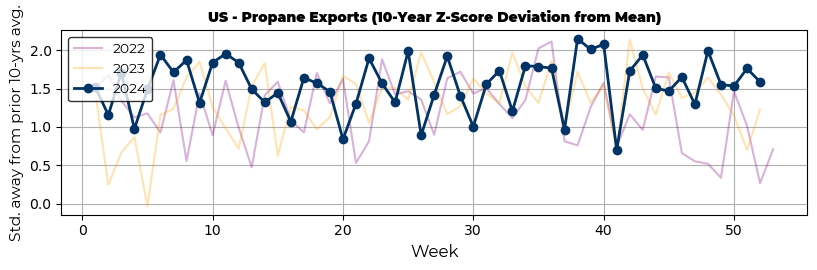 US - Propane Exports (10-Year Z-Score Deviation from Mean)
Std. away from prior 10-yrs avg.
2.0
1.5
1.0
0.5
0.0
2022
2023
2024
0 10 20 30 40 50
Week